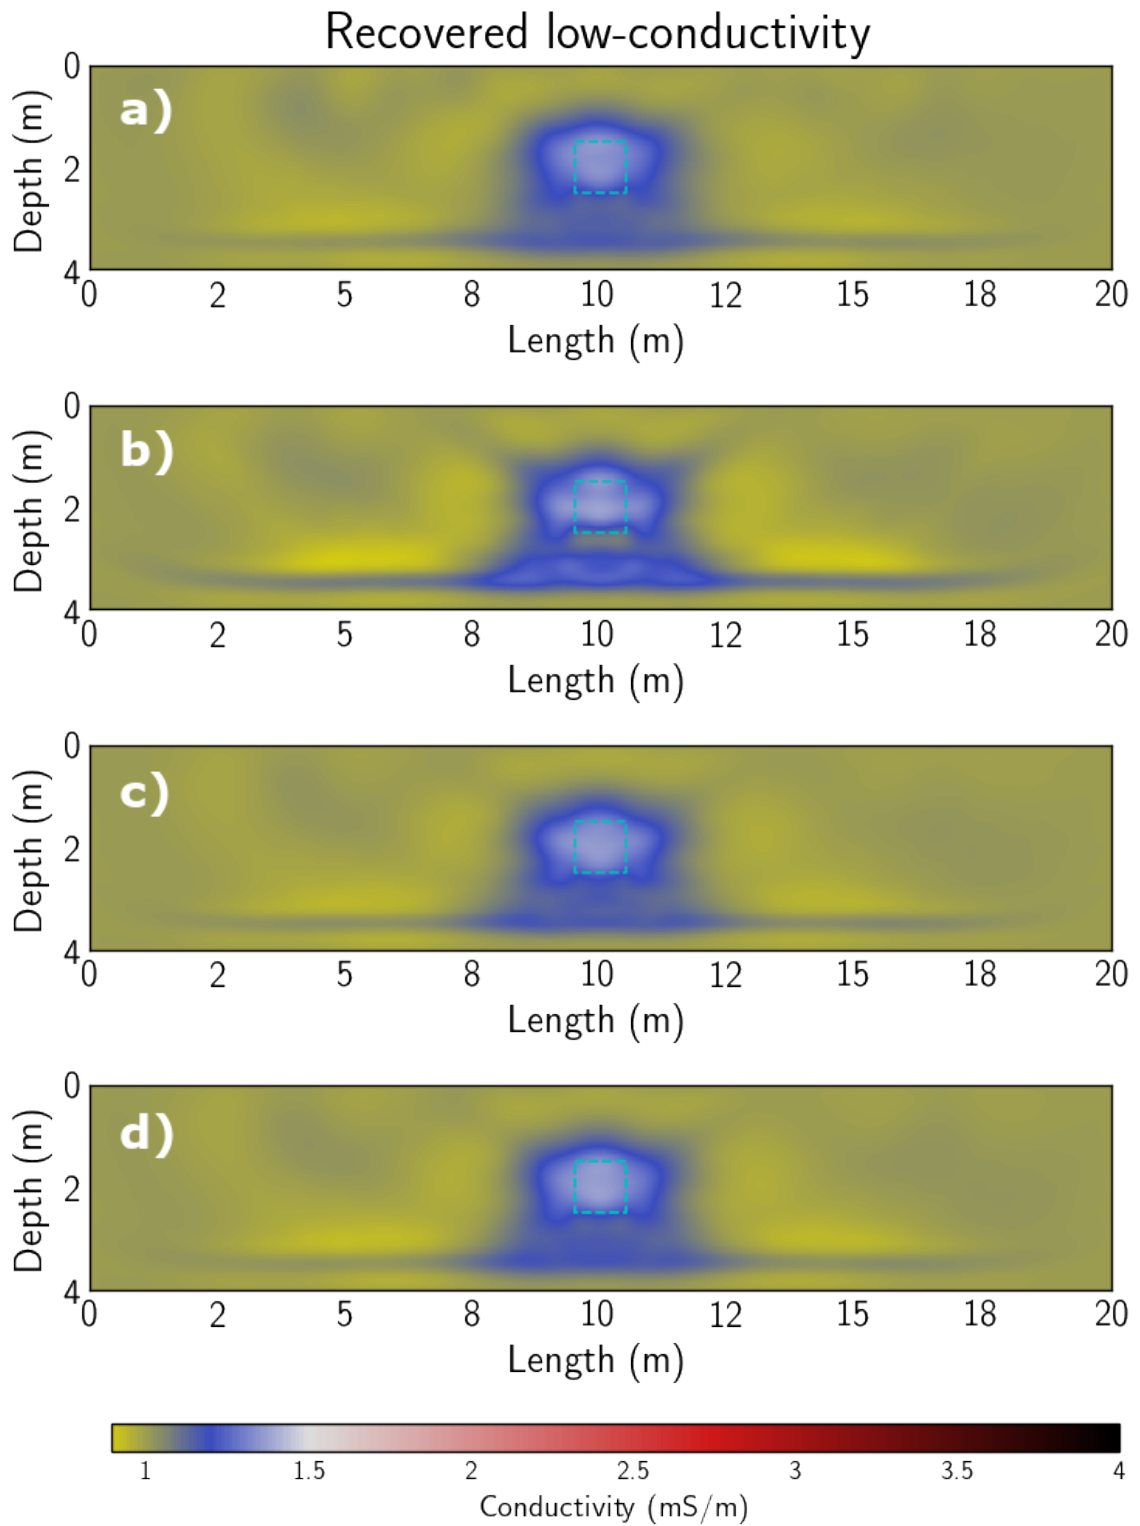 Recovered low-conductivity
a)
Depth (m)
0
2
4
0 2 5 8 10 12 15 18 20
Length (m)
b)
Depth (m)
0
2
4
0 2 5 8 10 12 15 18 20
Length (m)
c)
Depth (m)
0
2
4
0 2 5 8 10 12 15 18 20
Length (m)
d)
Depth (m)
0
2
4
0 2 5 8 10 12 15 18 20
Length (m)
1 1.5 2 2.5 3 3.5 4
Conductivity (mS/m)